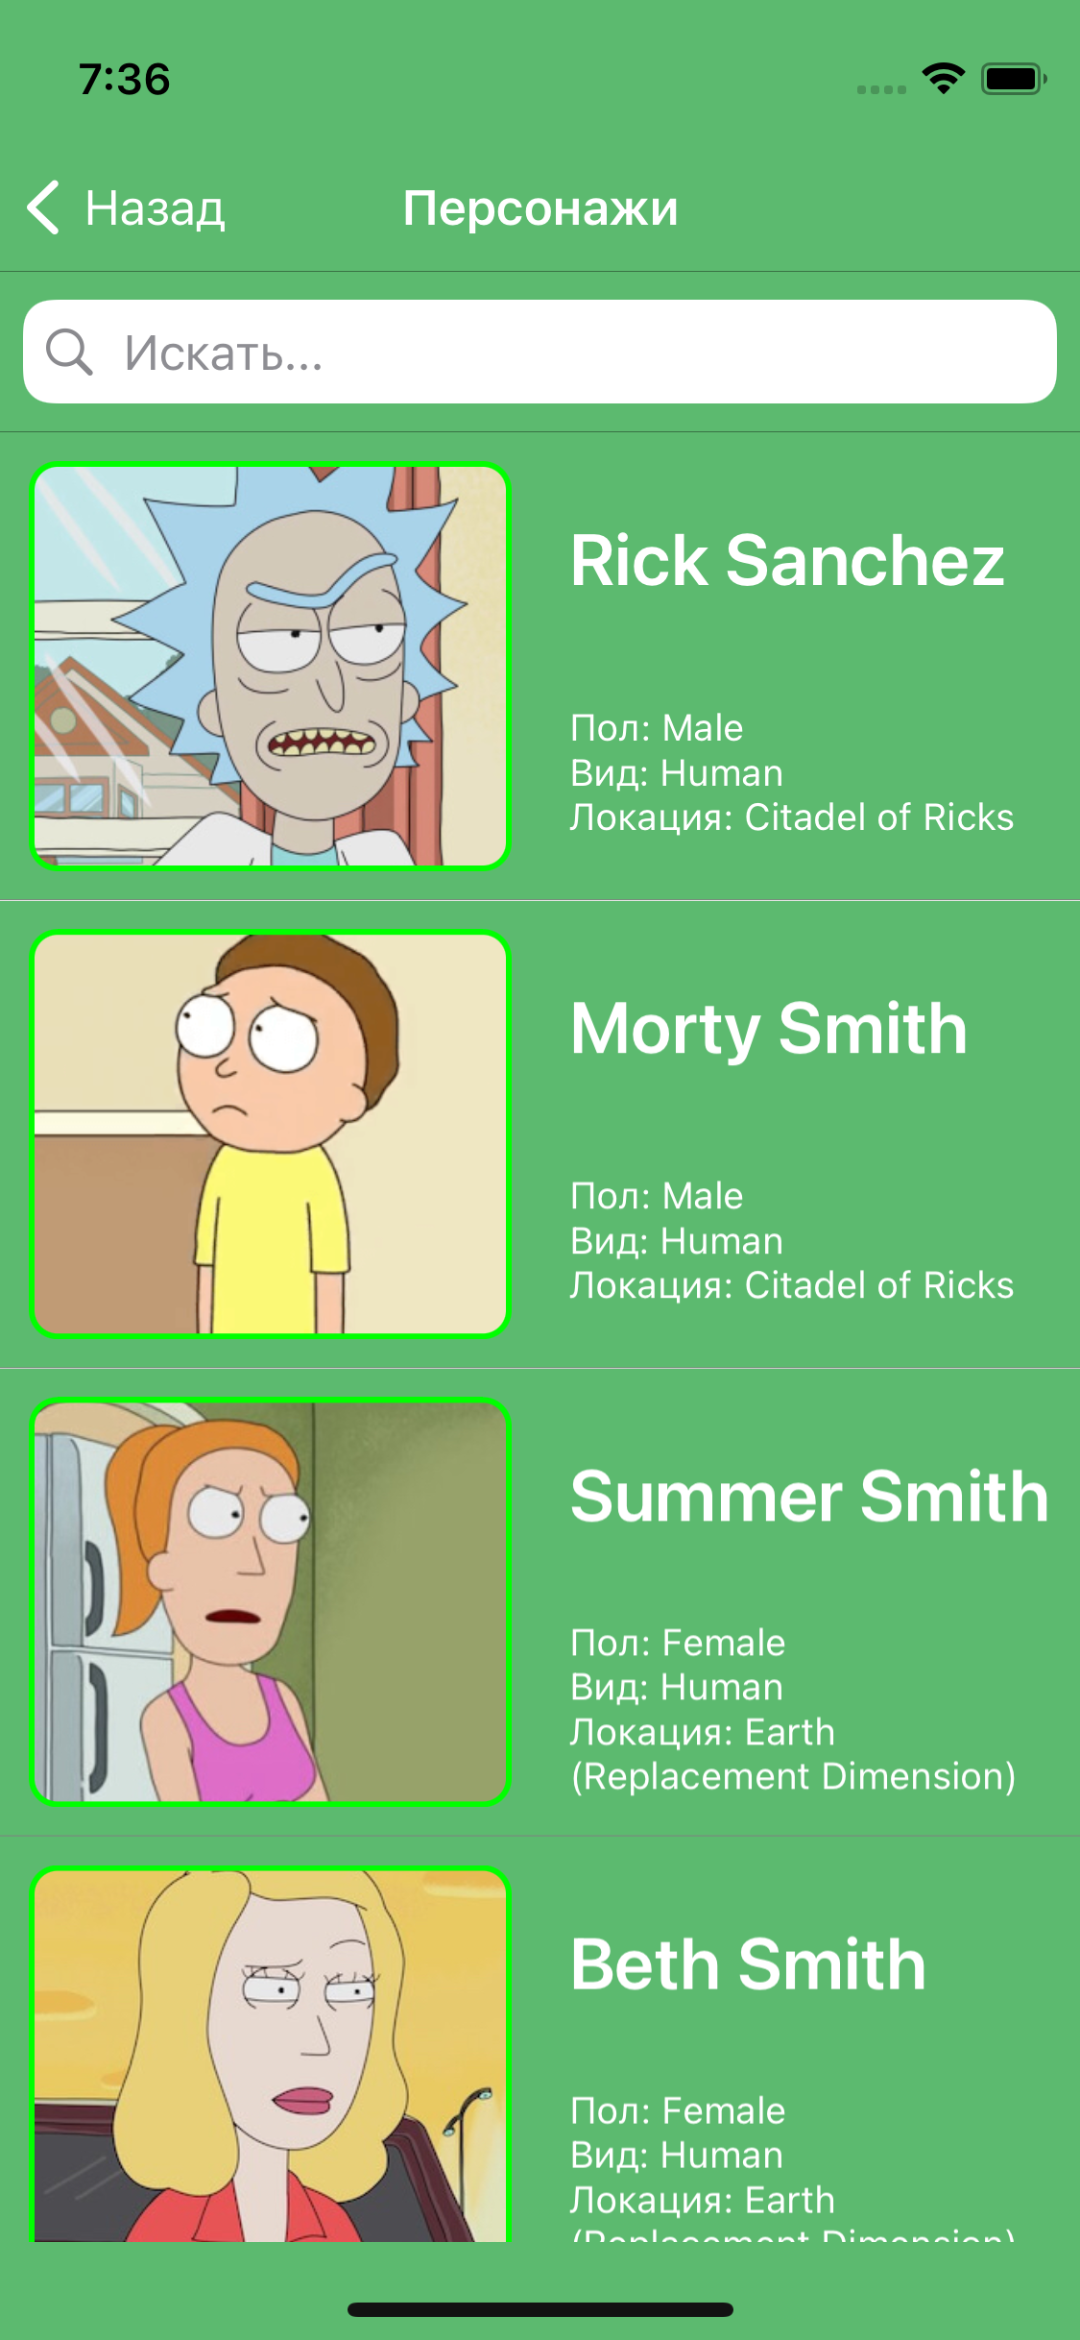 7:36
Назад
Персонажи
Искать...
Rick Sanchez
Пол: Male
Вид: Human
Локация: Citadel of Ricks
Morty Smith
Пол: Male
Вид: Human
Локация: Citadel of Ricks
Summer Smith
Пол: Female
Вид: Human
Локация: Earth
(Replacement Dimension)
Beth Smith
Пол: Female
Вид: Human
Локация: Earth
(Replacement Dimension)